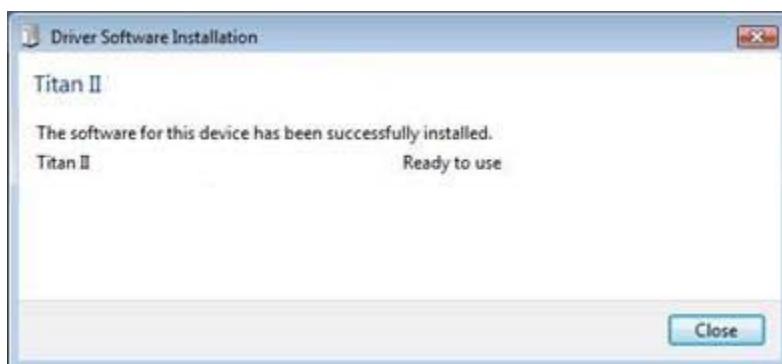 Driver Software Installation
Titan II
The software for this device has been successfully installed.
Titan II Ready to use
Close